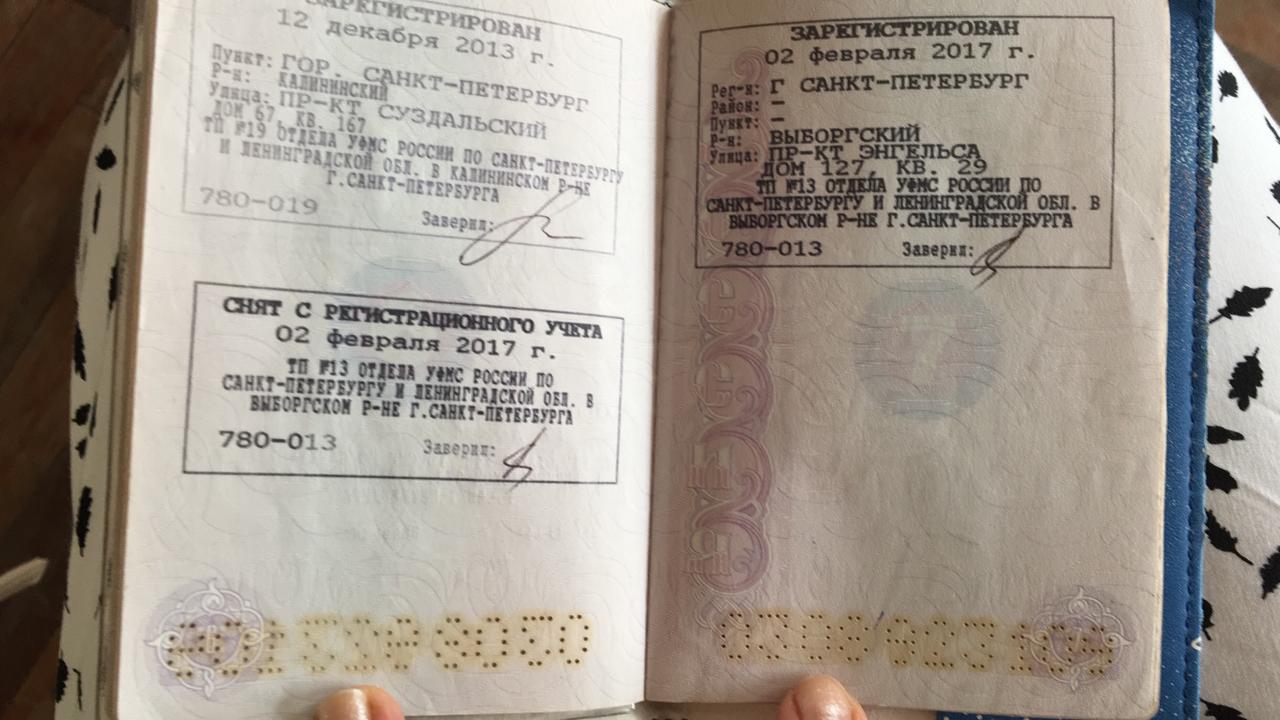 ЗАРЕГИСТРИРОВАН
12 декабря 2013 г.
Пункт: ГОР. САНКТ-ПЕТЕРБУРГ
Р-н: КАЛИНИНСКИЙ
Улица: ПР-КТ СУЗДАЛЬСКИЙ
ДОМ 67, КВ. 167
ТП №19 ОТДЕЛА УФМС РОССИИ ПО САНКТ-ПЕТЕРБУРГУ
И ЛЕНИНГРАДСКОЙ ОБЛ. В КАЛИНИНСКОМ Р-НЕ
Г.САНКТ-ПЕТЕРБУРГА
780-019 Заверил:
СНЯТ С РЕГИСТРАЦИОННОГО УЧЕТА
02 февраля 2017 г.
ТП №13 ОТДЕЛА УФМС РОССИИ ПО
САНКТ-ПЕТЕРБУРГУ И ЛЕНИНГРАДСКОЙ ОБЛ. В
ВЫБОРГСКОМ Р-НЕ Г.САНКТ-ПЕТЕРБУРГА
780-013 Заверил:
ЗАРЕГИСТРИРОВАН
02 февраля 2017 г.
Рег-н: Г САНКТ-ПЕТЕРБУРГ
Район: —
Пункт: —
Р-н: ВЫБОРГСКИЙ
Улица: ПР-КТ ЭНГЕЛЬСА
ДОМ 127, КВ. 29
ТП №13 ОТДЕЛА УФМС РОССИИ ПО
САНКТ-ПЕТЕРБУРГУ И ЛЕНИНГРАДСКОЙ ОБЛ. В
ВЫБОРГСКОМ Р-НЕ Г.САНКТ-ПЕТЕРБУРГА
780-013 Заверил: